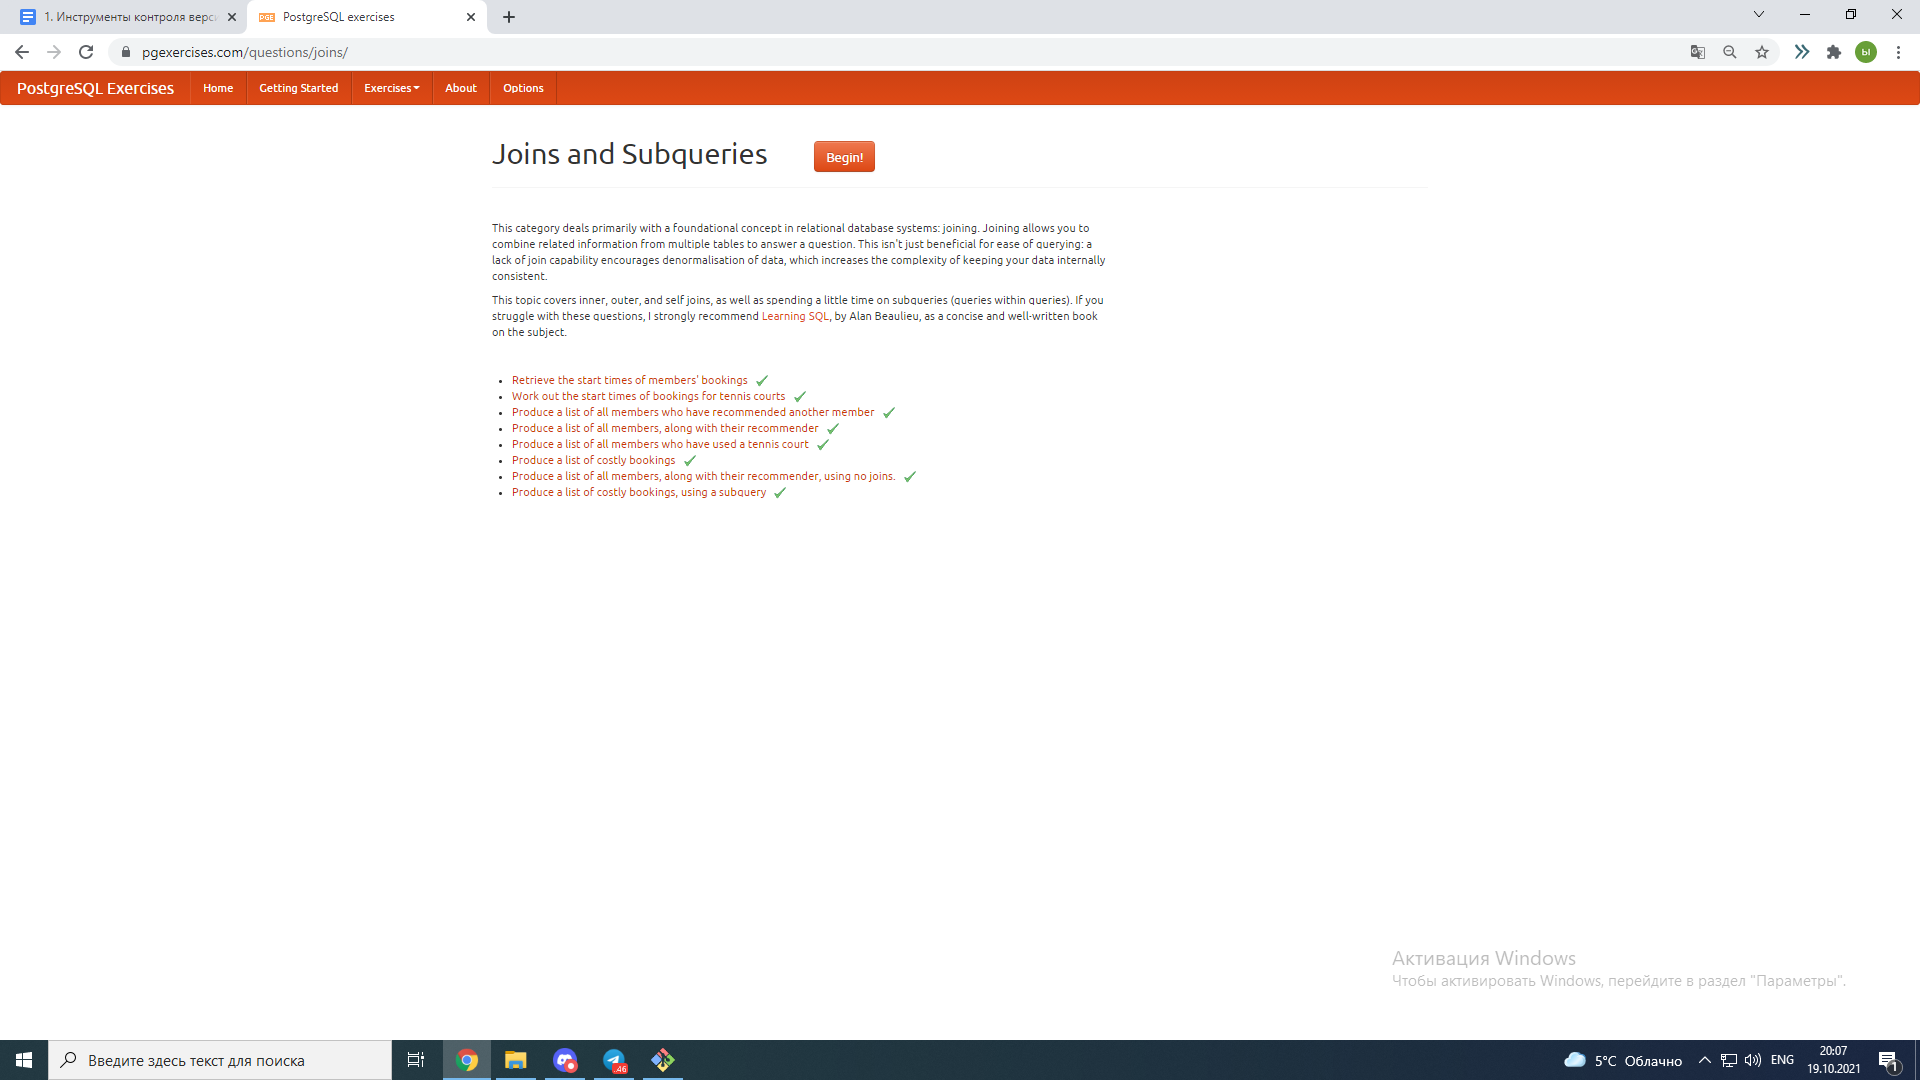 1. Инструменты контроля верс
PGE PostgreSQL exercises
pgexercises.com/questions/joins/
ы
PostgreSQL Exercises Home Getting Started Exercises About Options
Joins and Subqueries Begin!
This category deals primarily with a foundational concept in relational database systems: joining. Joining allows you to
combine related information from multiple tables to answer a question. This isn't just beneficial for ease of querying: a
lack of join capability encourages denormalisation of data, which increases the complexity of keeping your data internally
consistent.
This topic covers inner, outer, and self joins, as well as spending a little time on subqueries (queries within queries). If you
struggle with these questions, I strongly recommend Learning SQL, by Alan Beaulieu, as a concise and well-written book
on the subject.
Retrieve the start times of members' bookings
Work out the start times of bookings for tennis courts
Produce a list of all members who have recommended another member
Produce a list of all members, along with their recommender
Produce a list of all members who have used a tennis court
Produce a list of costly bookings
Produce a list of all members, along with their recommender, using no joins.
Produce a list of costly bookings, using a subquery
Активация Windows
Чтобы активировать Windows, перейдите в раздел "Параметры".
Введите здесь текст для поиска
46
5°C Облачно
ENG
20:07
19.10.2021
1